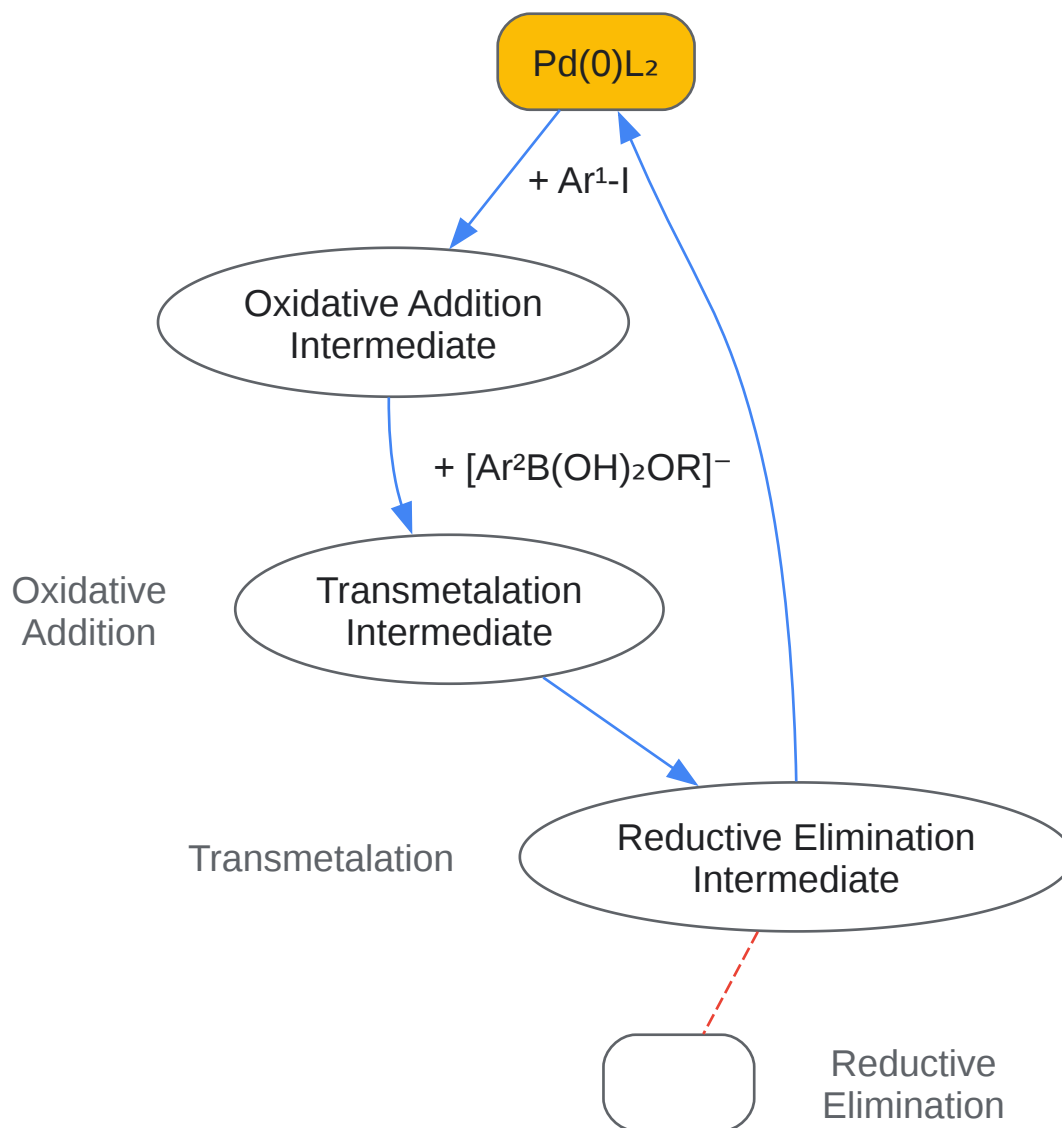 Pd(0)L₂
+ Ar¹-I
Oxidative Addition
Intermediate
+ [Ar²B(OH)₂OR]⁻
Oxidative
Addition
Transmetalation
Intermediate
Transmetalation
Reductive Elimination
Intermediate
Reductive
Elimination